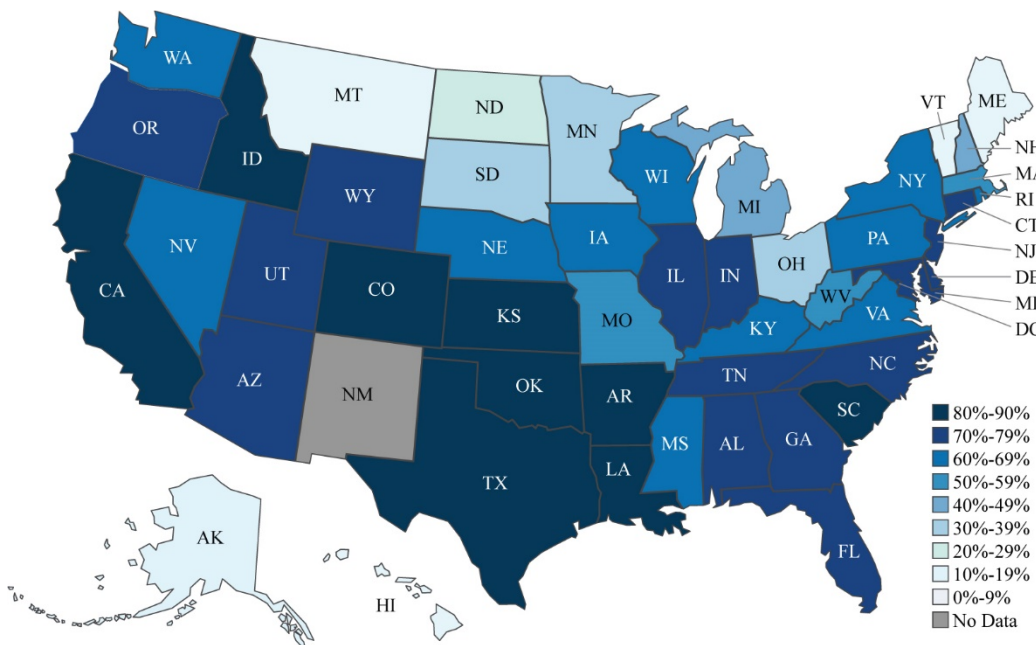 WA
MT
ND
MN
VT
ME
OR
ID
SD
WI
NH
MA
WY
MI
NY
RI
CT
NV
NE
IA
PA
NJ
UT
IL
IN
OH
DE
CA
CO
WV
MD
KS
MO
KY
VA
DC
AZ
NM
OK
TN
NC
AR
SC
MS
AL
GA
LA
TX
FL
AK
HI
80%-90%
70%-79%
60%-69%
50%-59%
40%-49%
30%-39%
20%-29%
10%-19%
0%-9%
No Data